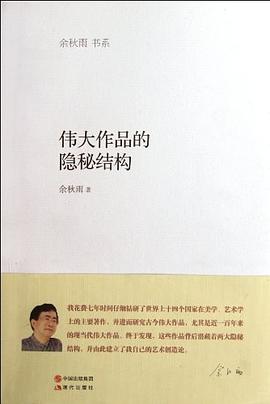 余秋雨 书系
伟大作品的
隐秘结构
余秋雨 著
我花费七年时间仔细钻研了世界上十四个国家在美学、艺术学
上的主要著作，并进而研究古今伟大作品，尤其是近一百年来
的现当代伟大作品，终于发现，这些作品背后潜藏着两大隐秘
结构，并由此建立了我自己的艺术创造论。
余秋雨
中国出版集团
现代出版社